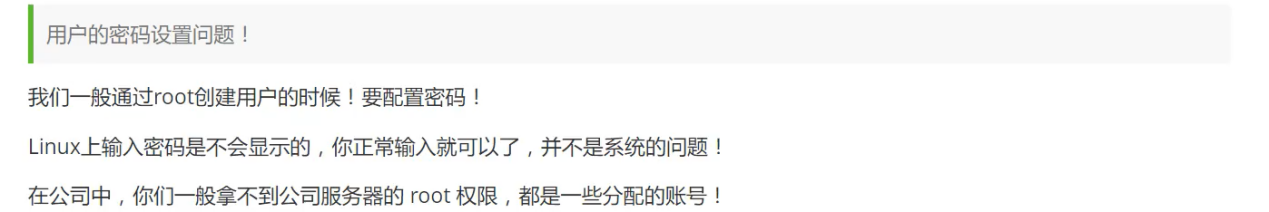 用户的密码设置问题！
我们一般通过root创建用户的时候！要配置密码！
Linux上输入密码是不会显示的，你正常输入就可以了，并不是系统的问题！
在公司中，你们一般拿不到公司服务器的 root 权限，都是一些分配的账号！